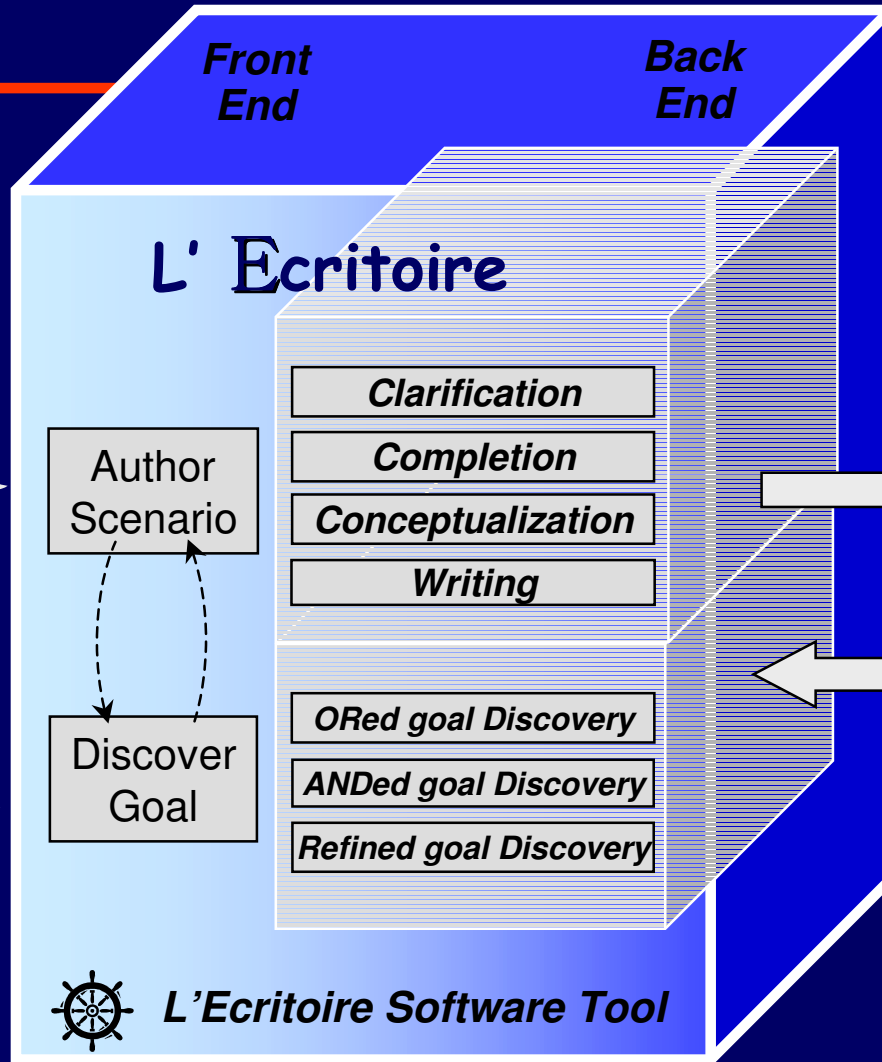 Front
End
Back
End
L' Ecritoire
Clarification
Completion
Conceptualization
Writing
Author
Scenario
Discover
Goal
ORed goal Discovery
ANDed goal Discovery
Refined goal Discovery
L'Ecritoire Software Tool